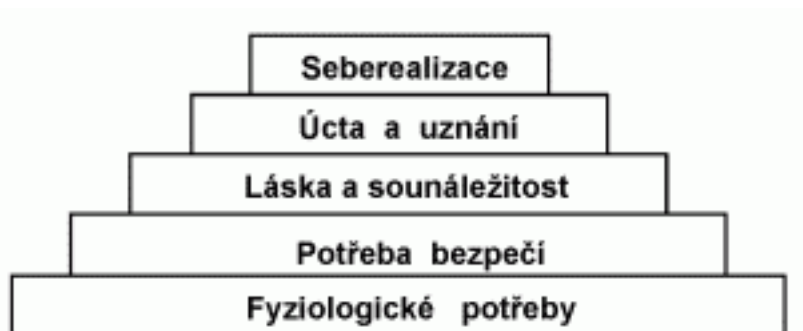 Seberealizace
Úcta a uznání
Láska a sounáležitost
Potřeba bezpečí
Fyziologické potřeby